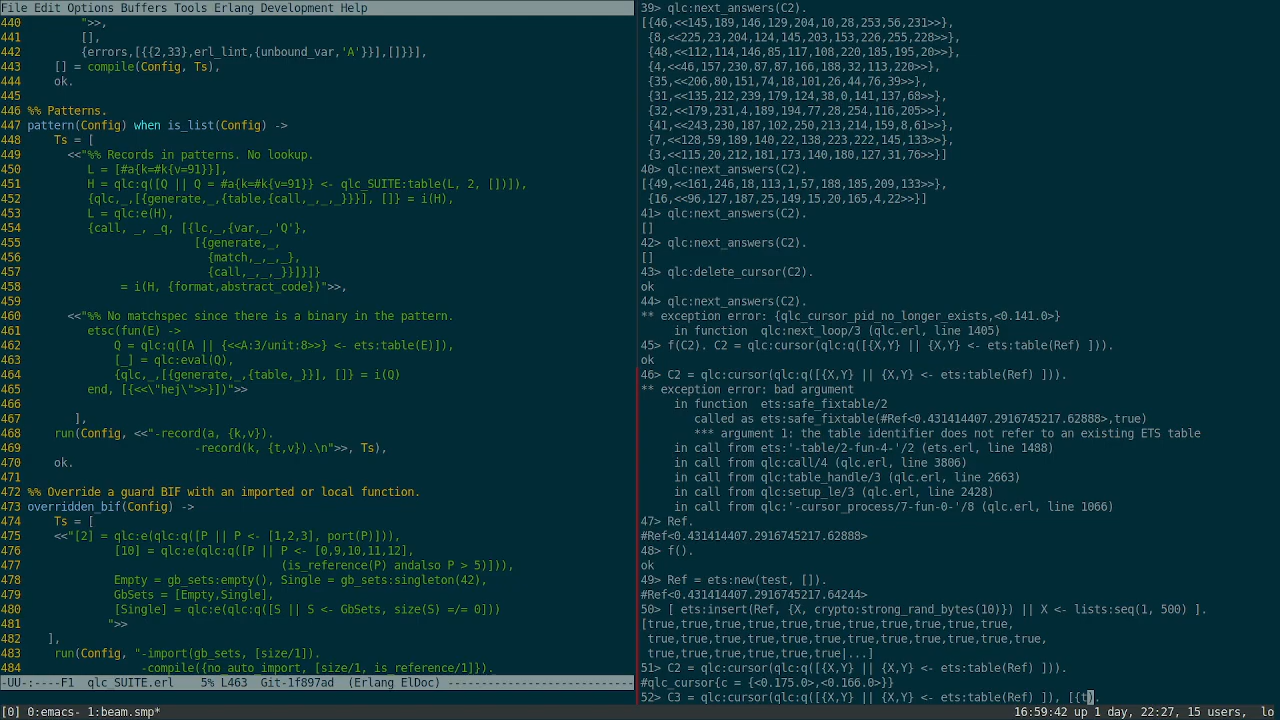 File Edit Options Buffers Tools Erlang Development Help
440         ">>,
441         [],
442         {errors,[{{2,33},erl_lint,{unbound_var,'A'}}],[]}}],
443     [] = compile(Config, Ts),
444     ok.
445
446 %% Patterns.
447 pattern(Config) when is_list(Config) ->
448     Ts = [
449       <<"%% Records in patterns. No lookup.
450          L = [#a{k=#k{v=91}}],
451          H = qlc:q([Q || Q = #a{k=#k{v=91}} <- qlc_SUITE:table(L, 2, [])]),
452          {qlc,_,[{generate,_,{table,{call,_,_,_}}}], []} = i(H),
453          L = qlc:e(H),
454          {call, _, _q, [{lc,_,{var,_,'Q'},
455                          [{generate,_,
456                            {match,_,_,_},
457                            {call,_,_,_}}]}]}
458               = i(H, {format,abstract_code})">>,
459
460       <<"%% No matchspec since there is a binary in the pattern.
461          etsc(fun(E) ->
462              Q = qlc:q([A || {<<A:3/unit:8>>} <- ets:table(E)]),
463              [_] = qlc:eval(Q),
464              {qlc,_,[{generate,_,{table,_}}], []} = i(Q)
465          end, [{<<\"hej\">>}])">>
466
467        ],
468     run(Config, <<"-record(a, {k,v}).
469                          -record(k, {t,v}).\n">>, Ts),
470     ok.
471
472 %% Override a guard BIF with an imported or local function.
473 overridden_bif(Config) ->
474     Ts = [
475     <<"[2] = qlc:e(qlc:q([P || P <- [1,2,3], port(P)])),
476              [10] = qlc:e(qlc:q([P || P <- [0,9,10,11,12],
477                                       (is_reference(P) andalso P > 5)])),
478              Empty = gb_sets:empty(), Single = gb_sets:singleton(42),
479              GbSets = [Empty,Single],
480              [Single] = qlc:e(qlc:q([S || S <- GbSets, size(S) =/= 0]))
481             ">>
482    ],
483     run(Config, "-import(gb_sets, [size/1]).
484                  -compile({no_auto_import, [size/1, is_reference/1]}).
-UU-:----F1  qlc_SUITE.erl    5% L463  Git-1f897ad  (Erlang ElDoc) ----------------------------
39> qlc:next_answers(C2).
[{46,<<145,189,146,129,204,10,28,253,56,231>>},
 {8,<<225,23,204,124,145,203,153,226,255,228>>},
 {48,<<112,114,146,85,117,108,220,185,195,20>>},
 {4,<<46,157,230,87,87,166,188,32,113,220>>},
 {35,<<206,80,151,74,18,101,26,44,76,39>>},
 {31,<<135,212,239,179,124,38,0,141,137,68>>},
 {32,<<179,231,4,189,194,77,28,254,116,205>>},
 {41,<<243,230,187,102,250,213,214,159,8,61>>},
 {7,<<128,59,189,140,22,138,223,222,145,133>>},
 {3,<<115,20,212,181,173,140,180,127,31,76>>}]
40> qlc:next_answers(C2).
[{49,<<161,246,18,113,1,57,188,185,209,133>>},
 {16,<<96,127,187,25,149,15,20,165,4,22>>}]
41> qlc:next_answers(C2).
[]
42> qlc:next_answers(C2).
[]
43> qlc:delete_cursor(C2).
ok
44> qlc:next_answers(C2).
** exception error: {qlc_cursor_pid_no_longer_exists,<0.141.0>}
     in function  qlc:next_loop/3 (qlc.erl, line 1405)
45> f(C2). C2 = qlc:cursor(qlc:q([{X,Y} || {X,Y} <- ets:table(Ref) ])).
ok
46> C2 = qlc:cursor(qlc:q([{X,Y} || {X,Y} <- ets:table(Ref) ])).
** exception error: bad argument
     in function  ets:safe_fixtable/2
        called as ets:safe_fixtable(#Ref<0.431414407.2916745217.62888>,true)
        *** argument 1: the table identifier does not refer to an existing ETS table
     in call from ets:'-table/2-fun-4-'/2 (ets.erl, line 1488)
     in call from qlc:call/4 (qlc.erl, line 3806)
     in call from qlc:table_handle/3 (qlc.erl, line 2663)
     in call from qlc:setup_le/3 (qlc.erl, line 2428)
     in call from qlc:'-cursor_process/7-fun-0-'/8 (qlc.erl, line 1066)
47> Ref.
#Ref<0.431414407.2916745217.62888>
48> f().
ok
49> Ref = ets:new(test, []).
#Ref<0.431414407.2916745217.64244>
50> [ ets:insert(Ref, {X, crypto:strong_rand_bytes(10)}) || X <- lists:seq(1, 500) ].
[true,true,true,true,true,true,true,true,true,true,true,
 true,true,true,true,true,true,true,true,true,true,true,true,
 true,true,true,true,true,true|...]
51> C2 = qlc:cursor(qlc:q([{X,Y} || {X,Y} <- ets:table(Ref) ])).
#qlc_cursor{c = {<0.175.0>,<0.166.0>}}
52> C3 = qlc:cursor(qlc:q([{X,Y} || {X,Y} <- ets:table(Ref) ]), [{t).
[0] 0:emacs- 1:beam.smp*
16:59:42 up 1 day, 22:27, 15 users,  lo